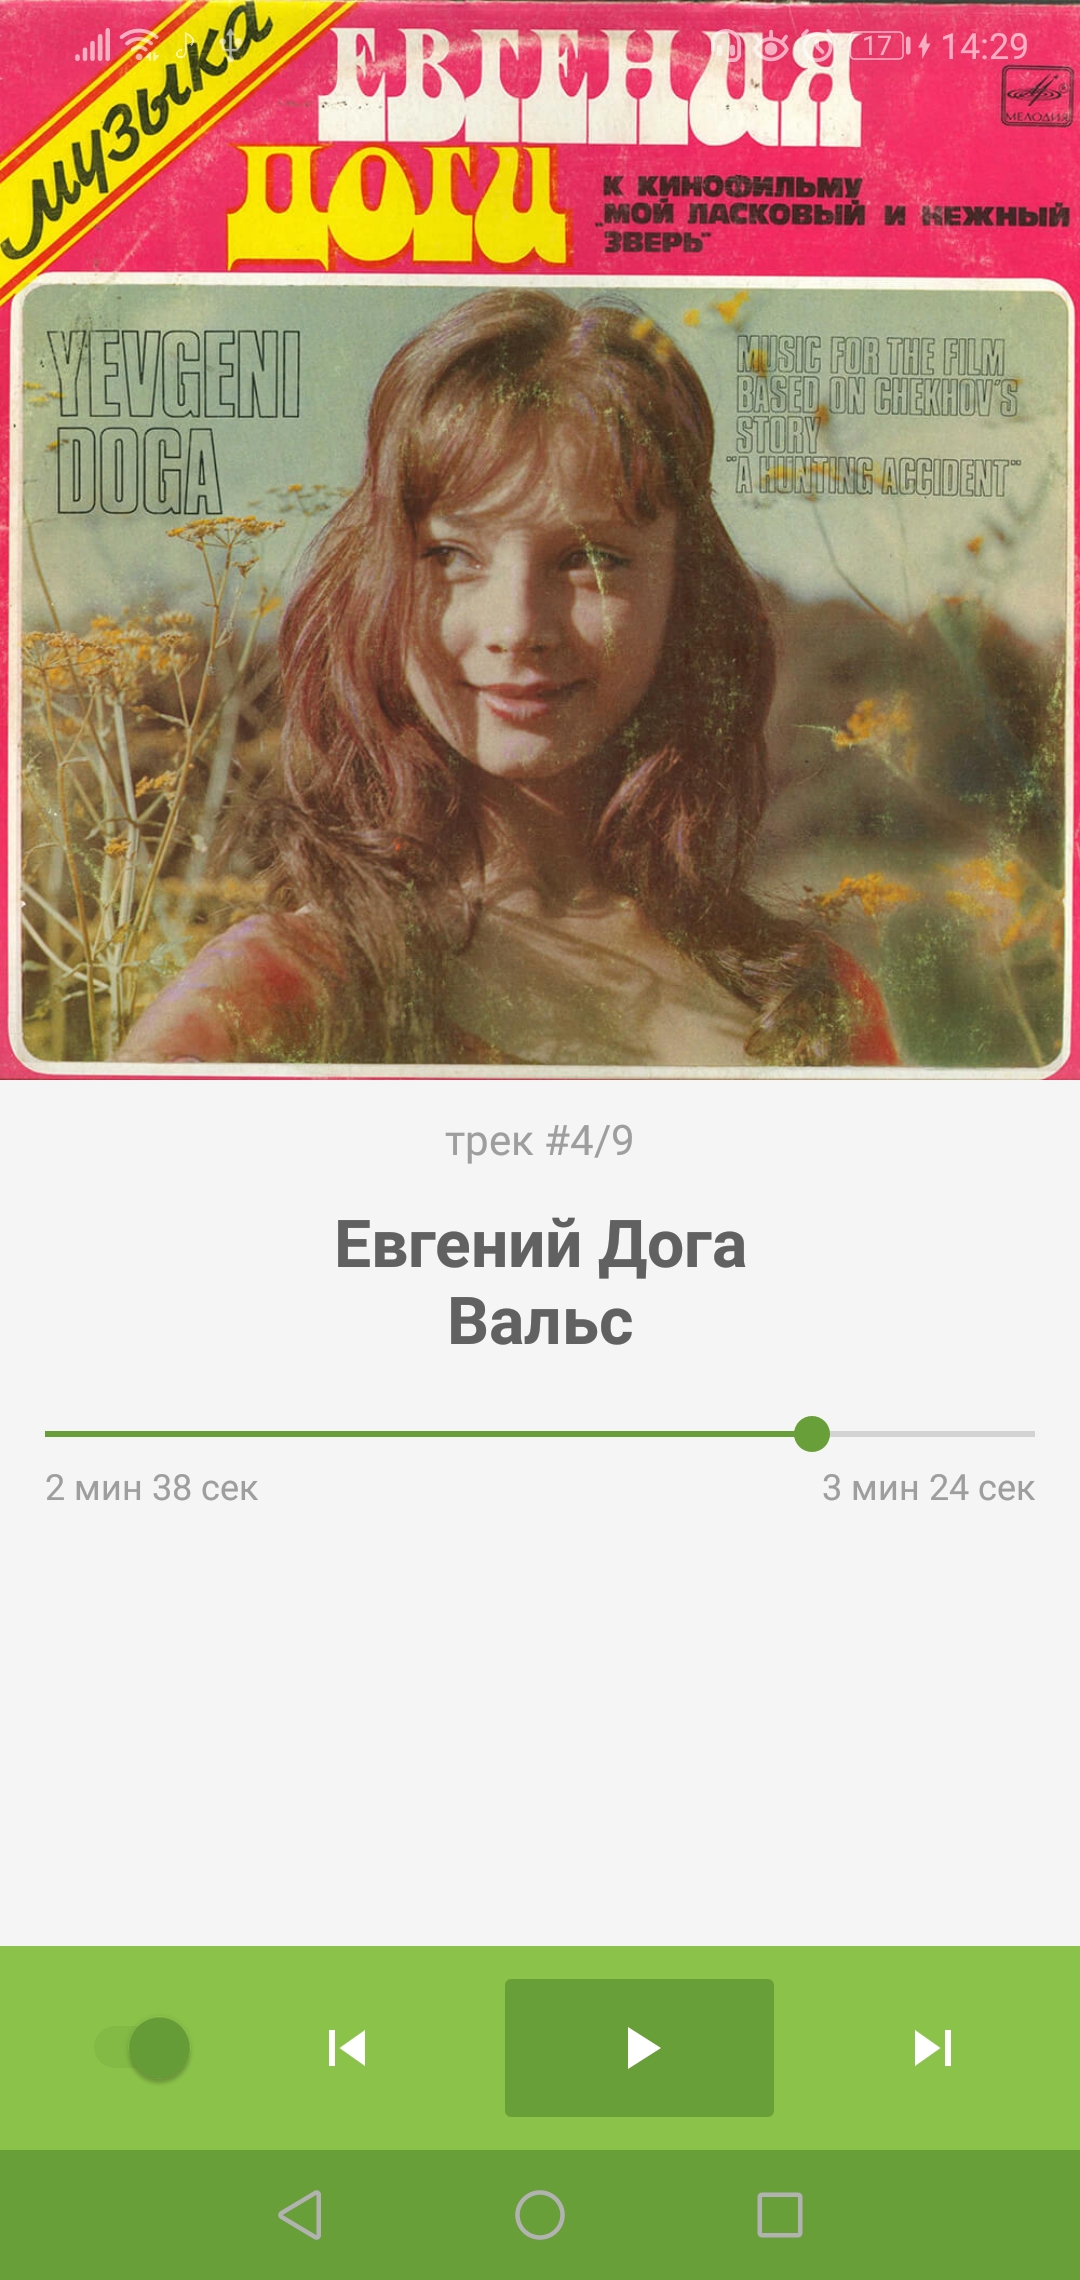 17
14:29
музыка
ЕВГЕНИЯ
ДОГИ
МЕЛОДИЯ
К КИНОФИЛЬМУ
„МОЙ ЛАСКОВЫЙ И НЕЖНЫЙ
ЗВЕРЬ"
YEVGENI
DOGA
MUSIC FOR THE FILM
BASED ON CHEKHOV'S
STORY
"A HUNTING ACCIDENT"
трек #4/9
Евгений Дога
Вальс
2 мин 38 сек
3 мин 24 сек